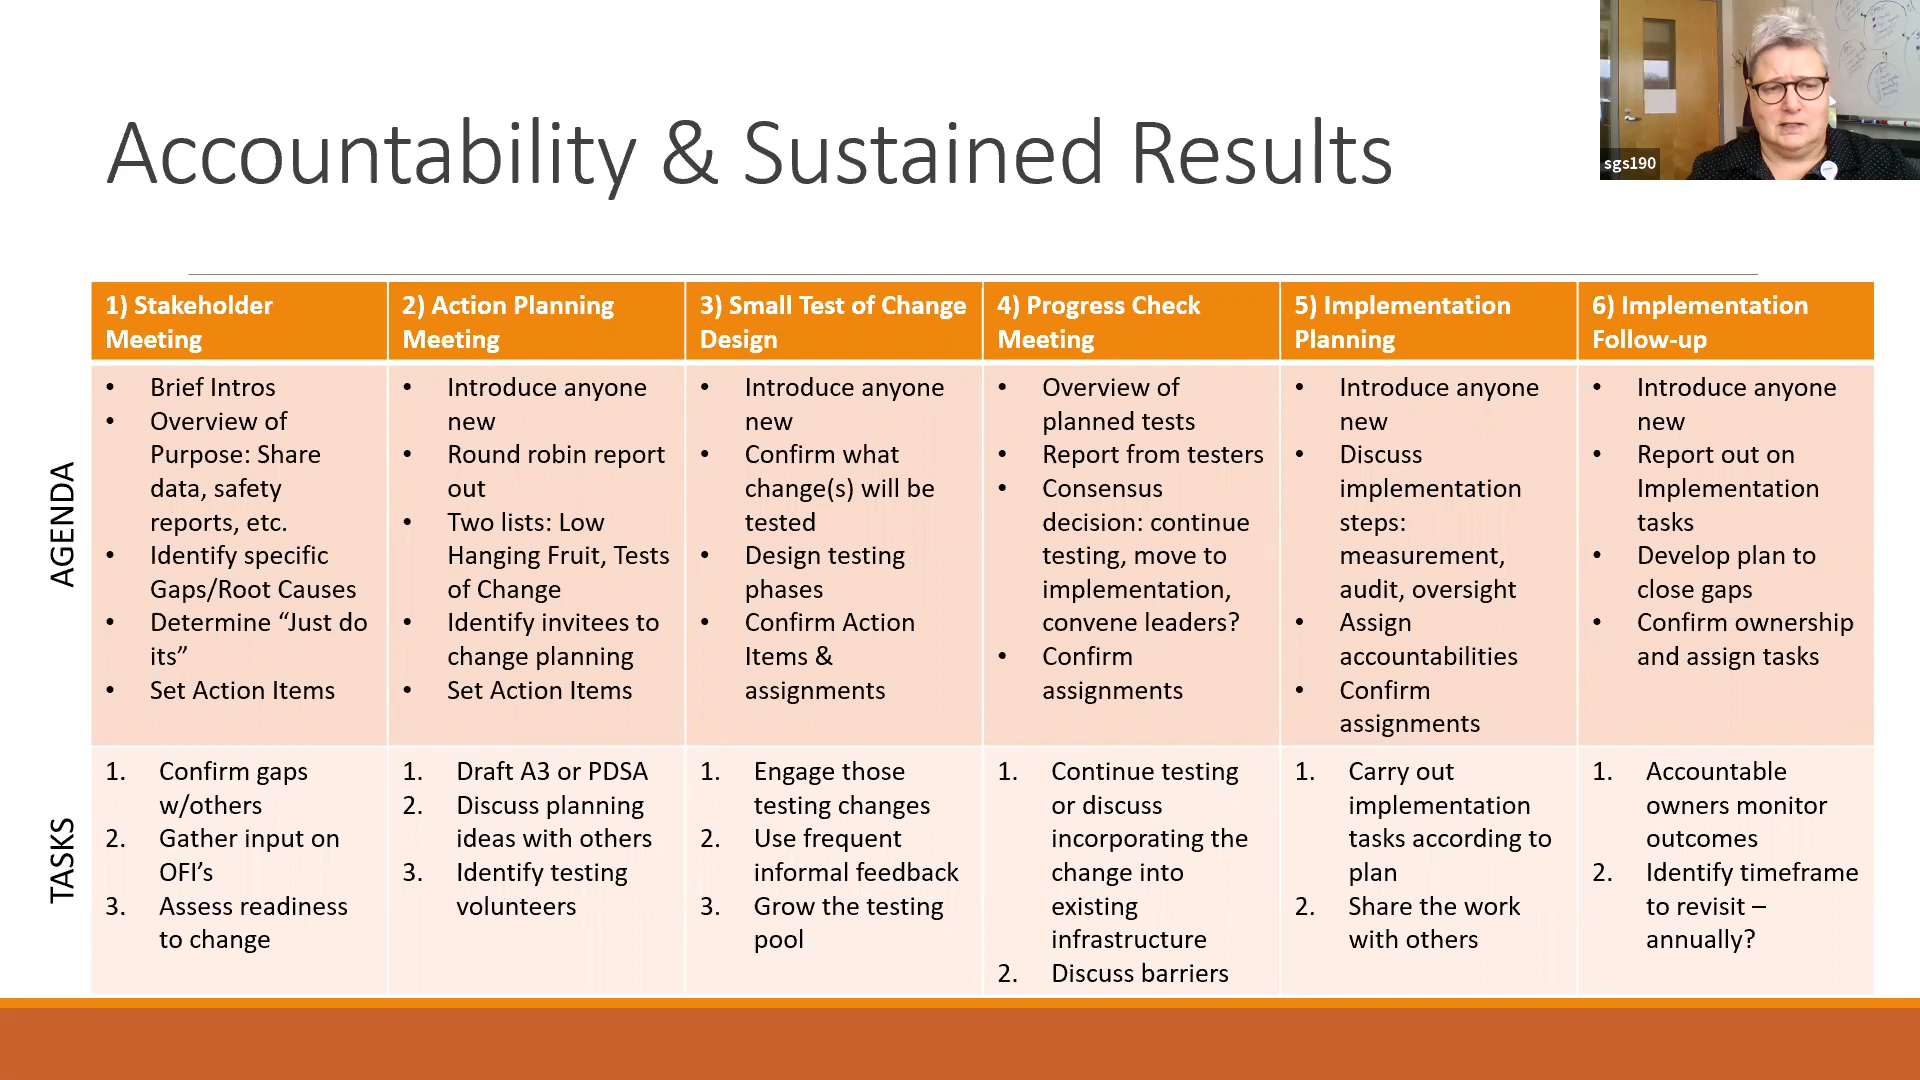 Accountability & Sustained Results
sgs190
1) Stakeholder
Meeting
2) Action Planning
Meeting
3) Small Test of Change
Design
4) Progress Check
Meeting
5) Implementation
Planning
6) Implementation
Follow-up
AGENDA
• Brief Intros
• Overview of
Purpose: Share
data, safety
reports, etc.
• Identify specific
Gaps/Root Causes
• Determine “Just do
its”
• Set Action Items
• Introduce anyone
new
• Round robin report
out
• Two lists: Low
Hanging Fruit, Tests
of Change
• Identify invitees to
change planning
• Set Action Items
• Introduce anyone
new
• Confirm what
change(s) will be
tested
• Design testing
phases
• Confirm Action
Items &
assignments
• Overview of
planned tests
• Report from testers
• Consensus
decision: continue
testing, move to
implementation,
convene leaders?
• Confirm
assignments
• Introduce anyone
new
• Discuss
implementation
steps:
measurement,
audit, oversight
• Assign
accountabilities
• Confirm
assignments
• Introduce anyone
new
• Report out on
Implementation
tasks
• Develop plan to
close gaps
• Confirm ownership
and assign tasks
TASKS
1. Confirm gaps
w/others
2. Gather input on
OFI’s
3. Assess readiness
to change
1. Draft A3 or PDSA
2. Discuss planning
ideas with others
3. Identify testing
volunteers
1. Engage those
testing changes
2. Use frequent
informal feedback
3. Grow the testing
pool
1. Continue testing
or discuss
incorporating the
change into
existing
infrastructure
2. Discuss barriers
1. Carry out
implementation
tasks according to
plan
2. Share the work
with others
1. Accountable
owners monitor
outcomes
2. Identify timeframe
to revisit –
annually?